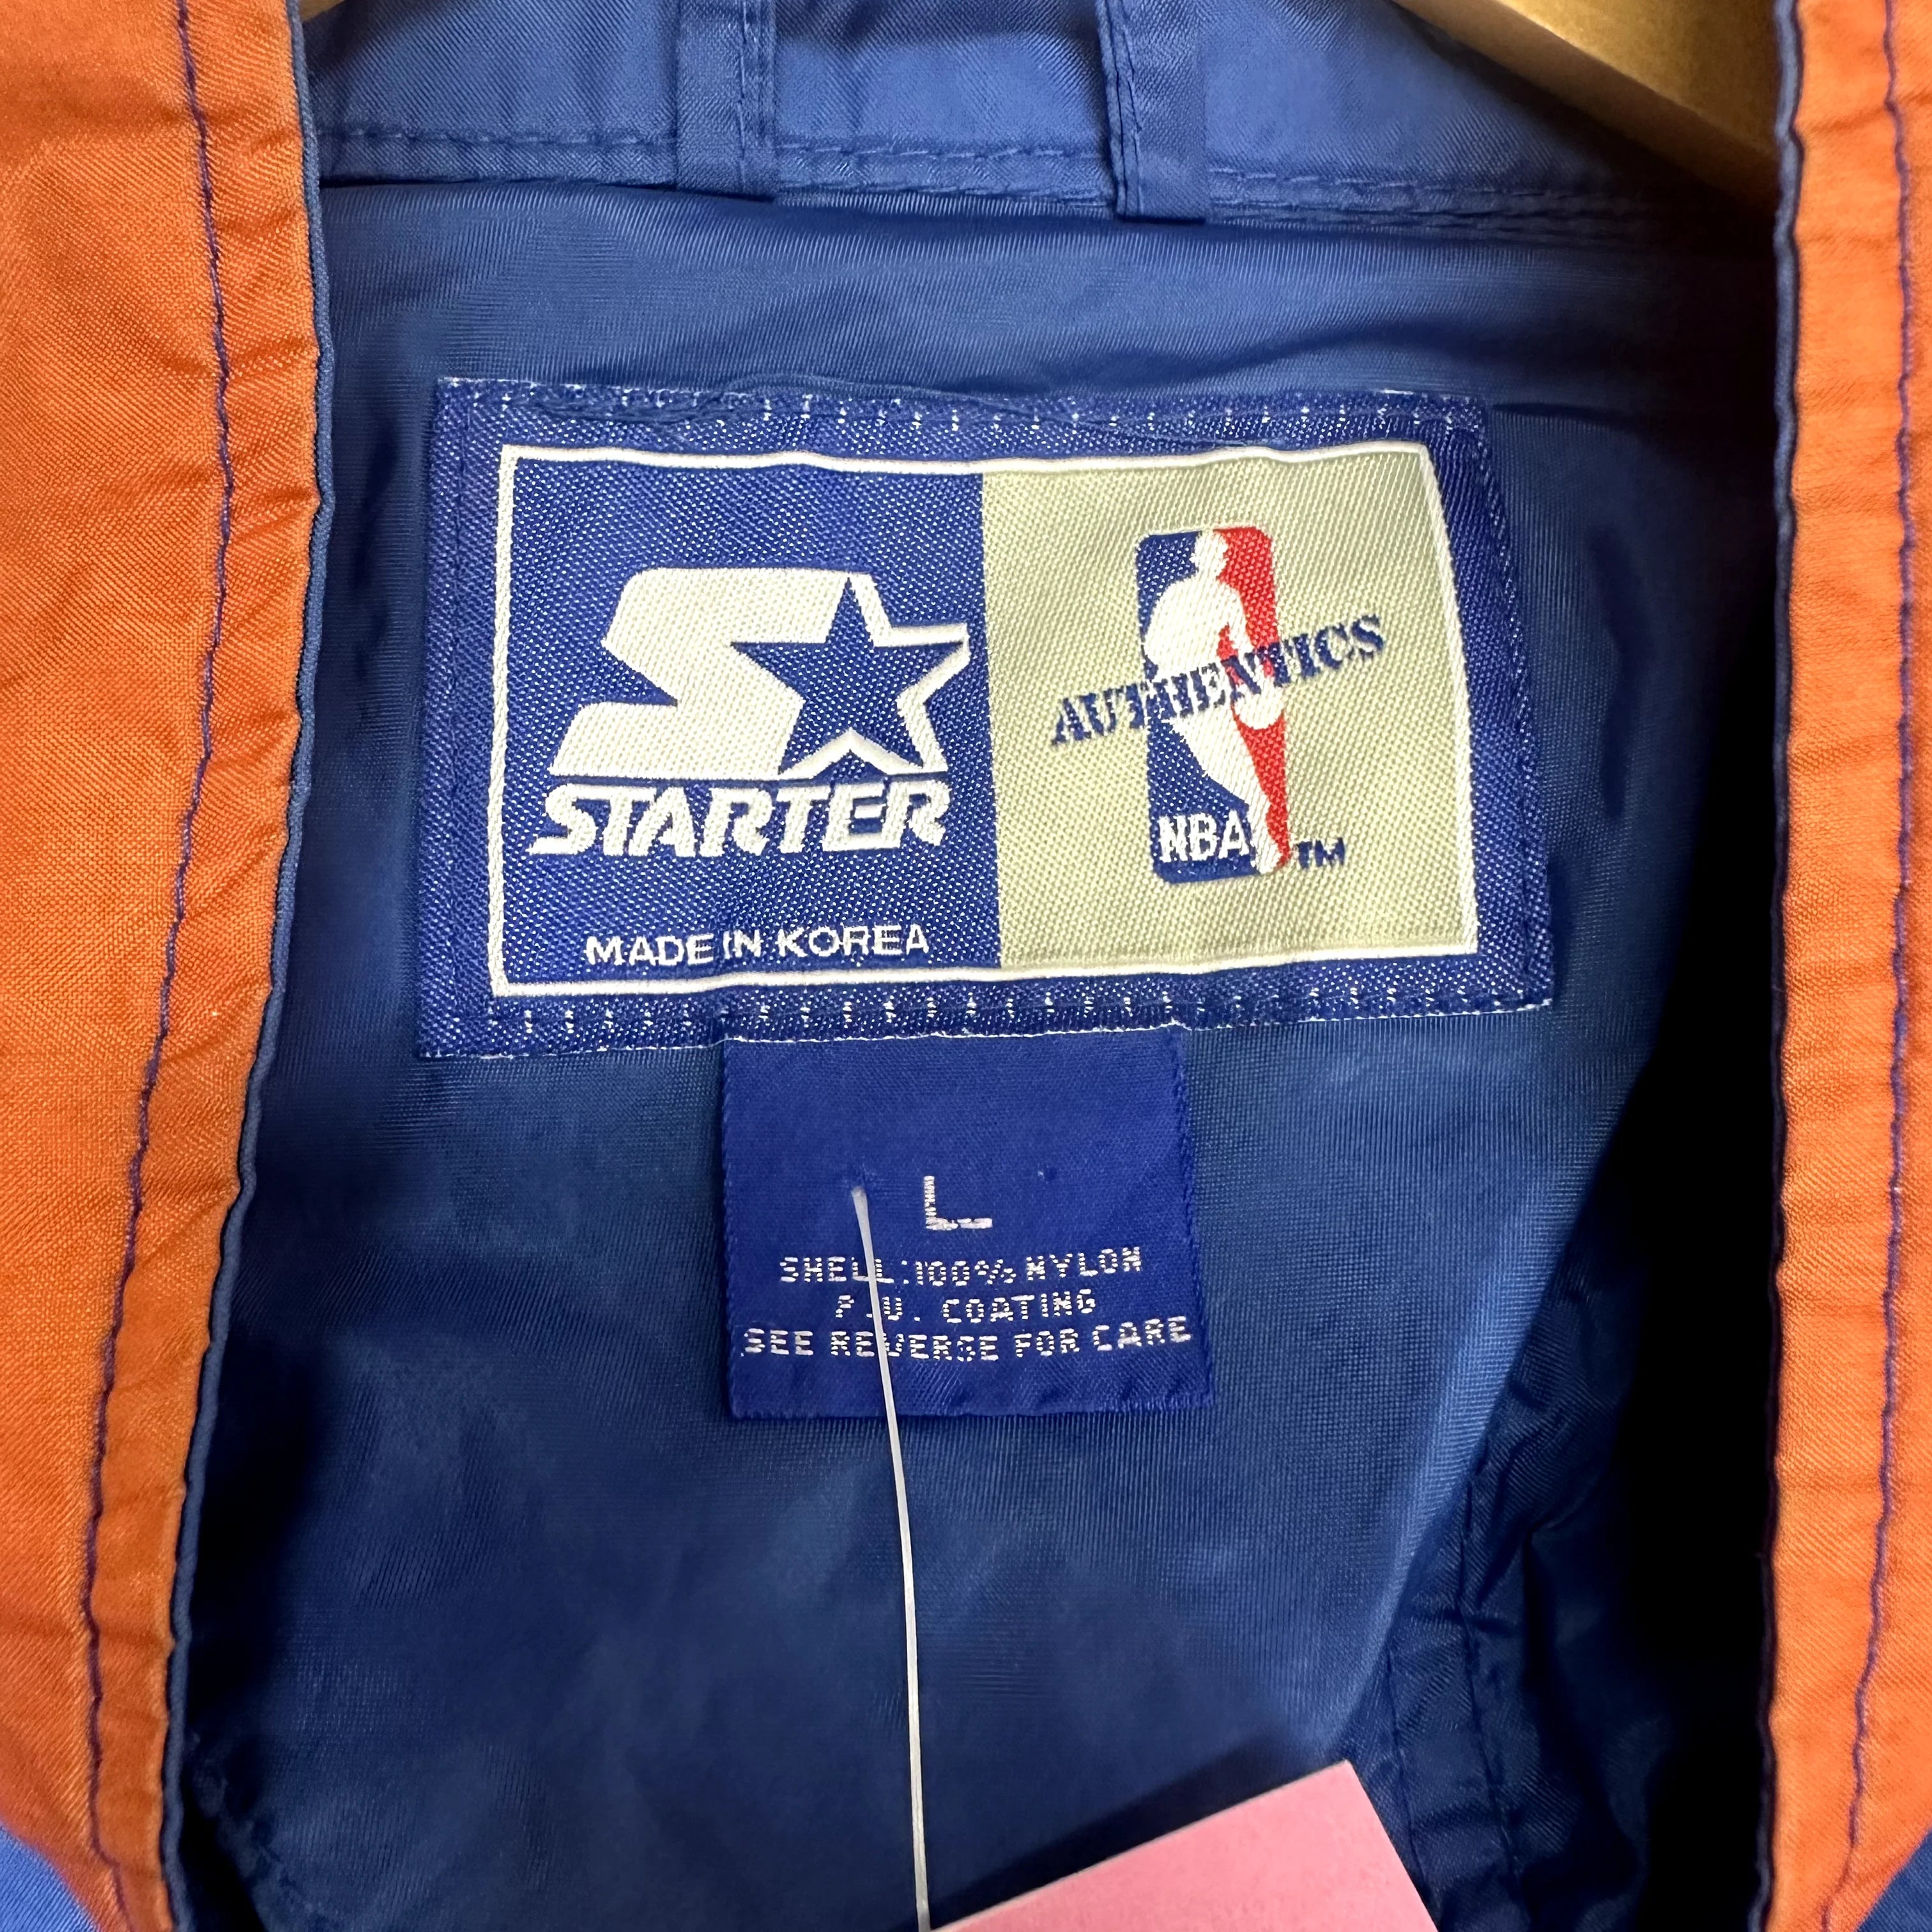 STARTER
MADE IN KOREA
AUTHENTICS
NBA TM
L
SHELL:100% NYLON
P.U. COATING
SEE REVERSE FOR CARE